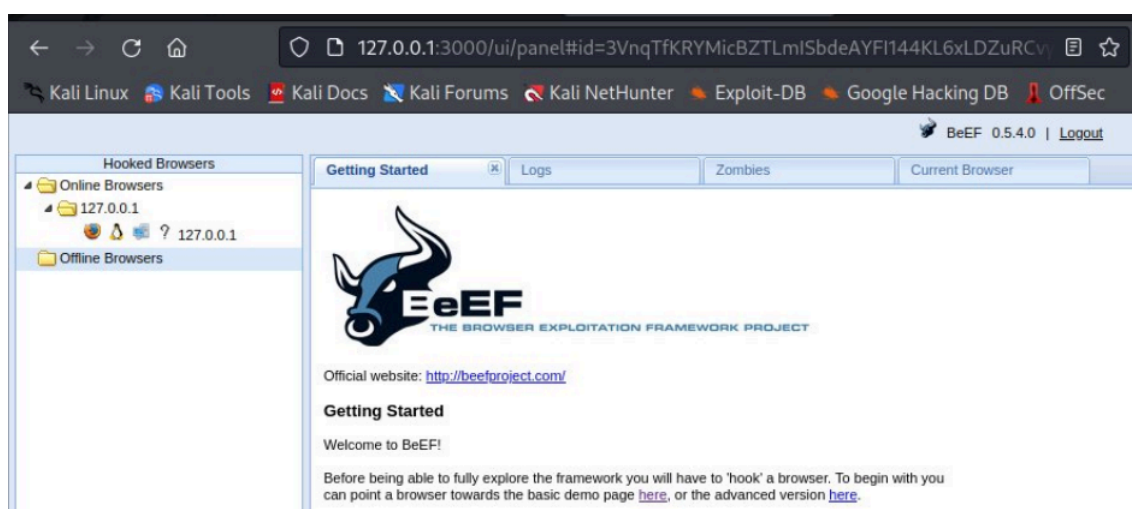 127.0.0.1:3000/ui/panel#id=3VnqTfKRYMicBZTLmISbdeAYFI144KL6xLDZuRCv
Kali Linux Kali Tools Kali Docs Kali Forums Kali NetHunter Exploit-DB Google Hacking DB OffSec
BeEF 0.5.4.0 | Logout
Hooked Browsers
Online Browsers
127.0.0.1
? 127.0.0.1
Offline Browsers
Getting Started Logs Zombies Current Browser
BeEF
THE BROWSER EXPLOITATION FRAMEWORK PROJECT
Official website: http://beefproject.com/
Getting Started
Welcome to BeEF!
Before being able to fully explore the framework you will have to 'hook' a browser. To begin with you
can point a browser towards the basic demo page here, or the advanced version here.